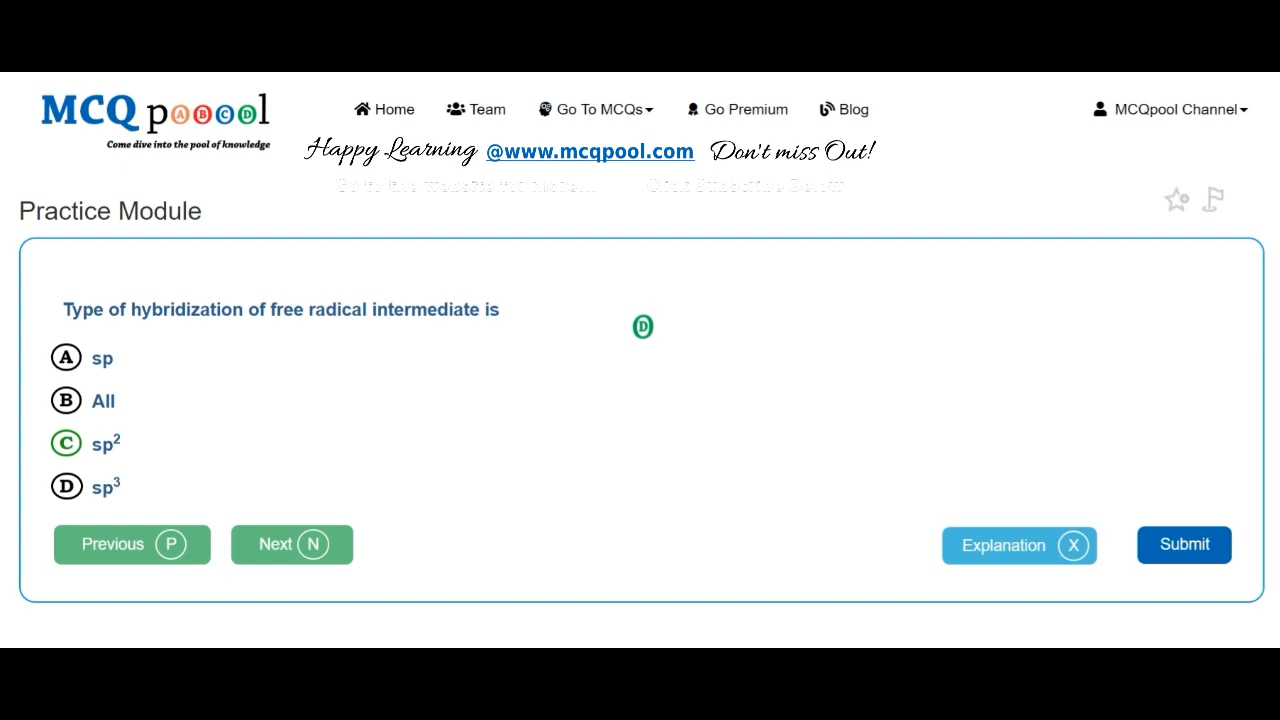 MCQ pABCDl
Come dive into the pool of knowledge
Home Team Go To MCQs Go Premium Blog MCQpool Channel
Happy Learning @www.mcqpool.com Don't miss Out!
Practice Module
Type of hybridization of free radical intermediate is
D
A sp
B All
C sp²
D sp³
Previous P Next N Explanation X Submit